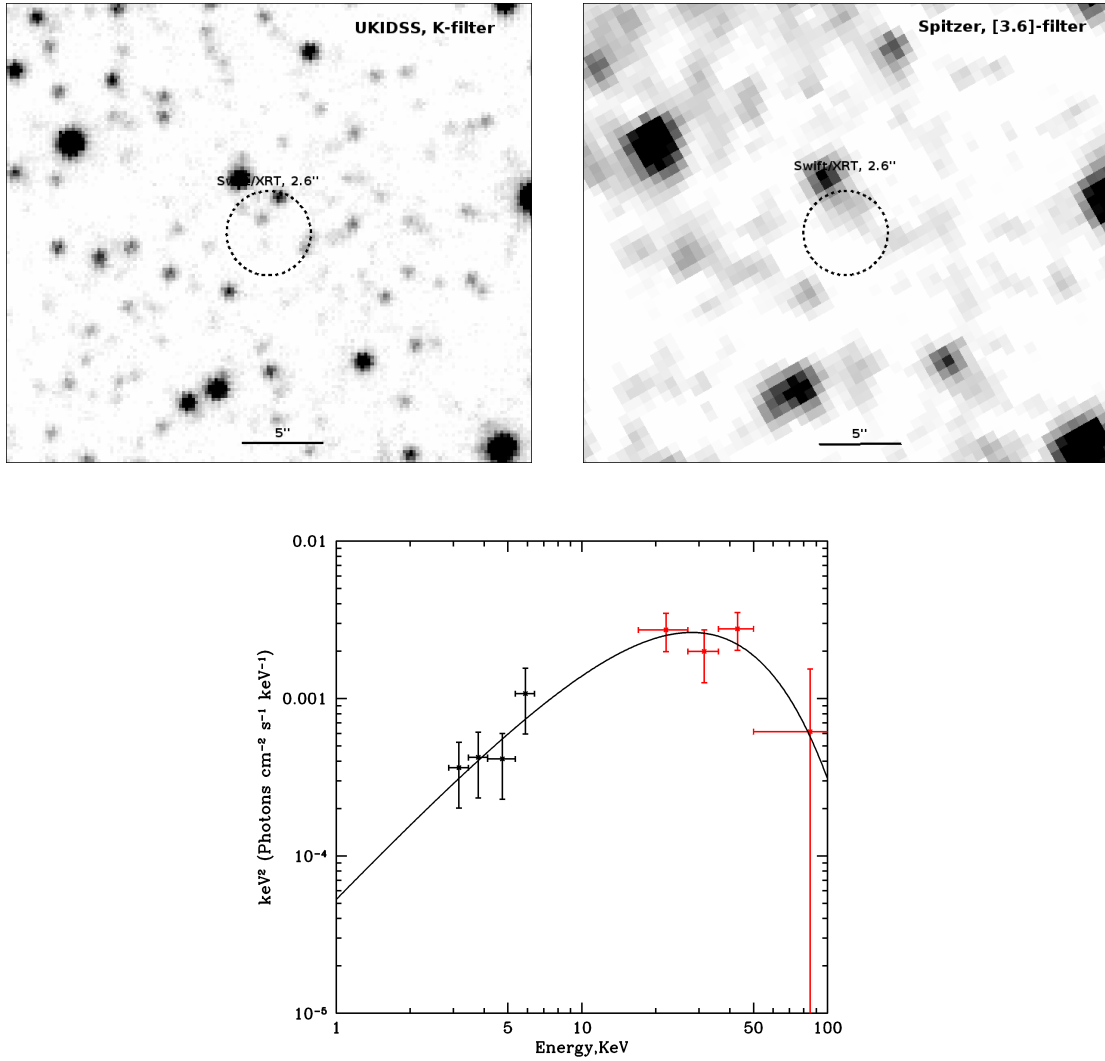 UKIDSS, K-filter
Swift/XRT, 2.6''
5''
Spitzer, [3.6]-filter
Swift/XRT, 2.6''
5''
0.01
0.001
10⁻⁴
10⁻⁵
keV² (Photons cm⁻² s⁻¹ keV⁻¹)
1 5 10 50 100
Energy,KeV